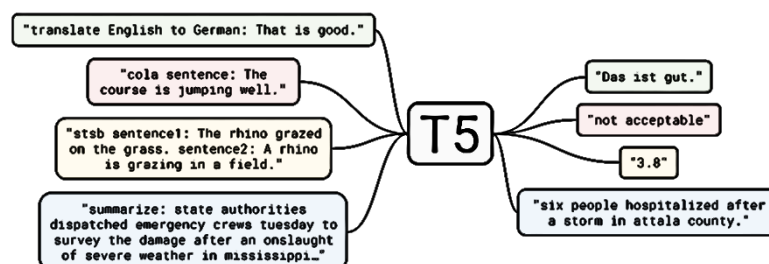 "translate English to German: That is good."
"cola sentence: The
course is jumping well."
"stsb sentence1: The rhino grazed
on the grass. sentence2: A rhino
is grazing in a field."
"summarize: state authorities
dispatched emergency crews tuesday to
survey the damage after an onslaught
of severe weather in mississippi…"
T5
"Das ist gut."
"not acceptable"
"3.8"
"six people hospitalized after
a storm in attala county."